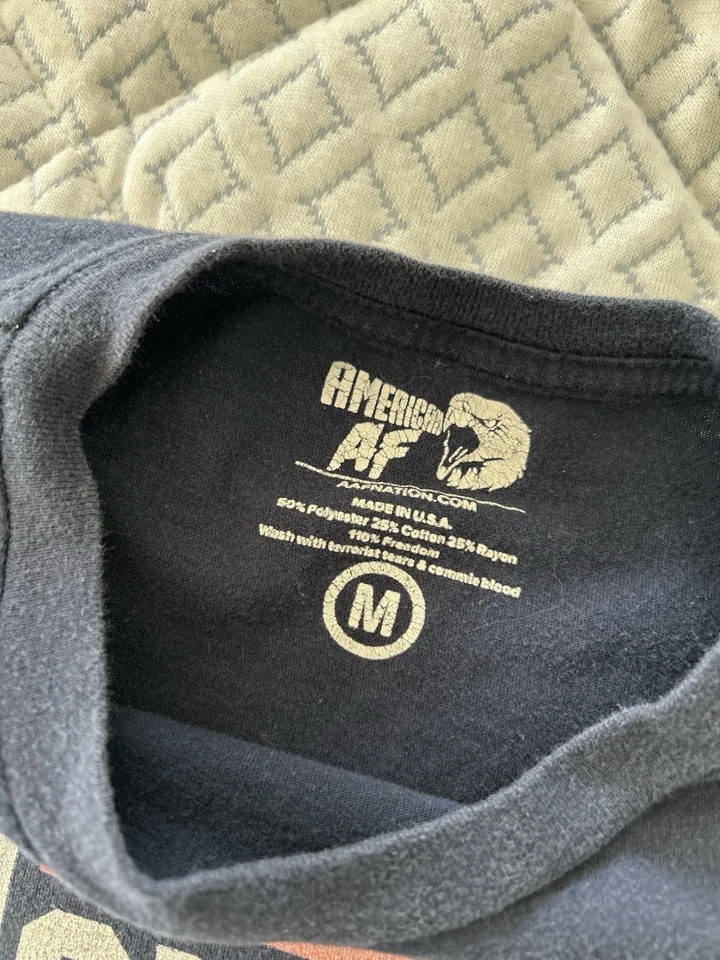 AMERICAN
AF
AAFNATION.COM
MADE IN U.S.A.
50% Polyester 25% Cotton 25% Rayon
110% Freedom
Wash with terrorist tears & commie blood
M